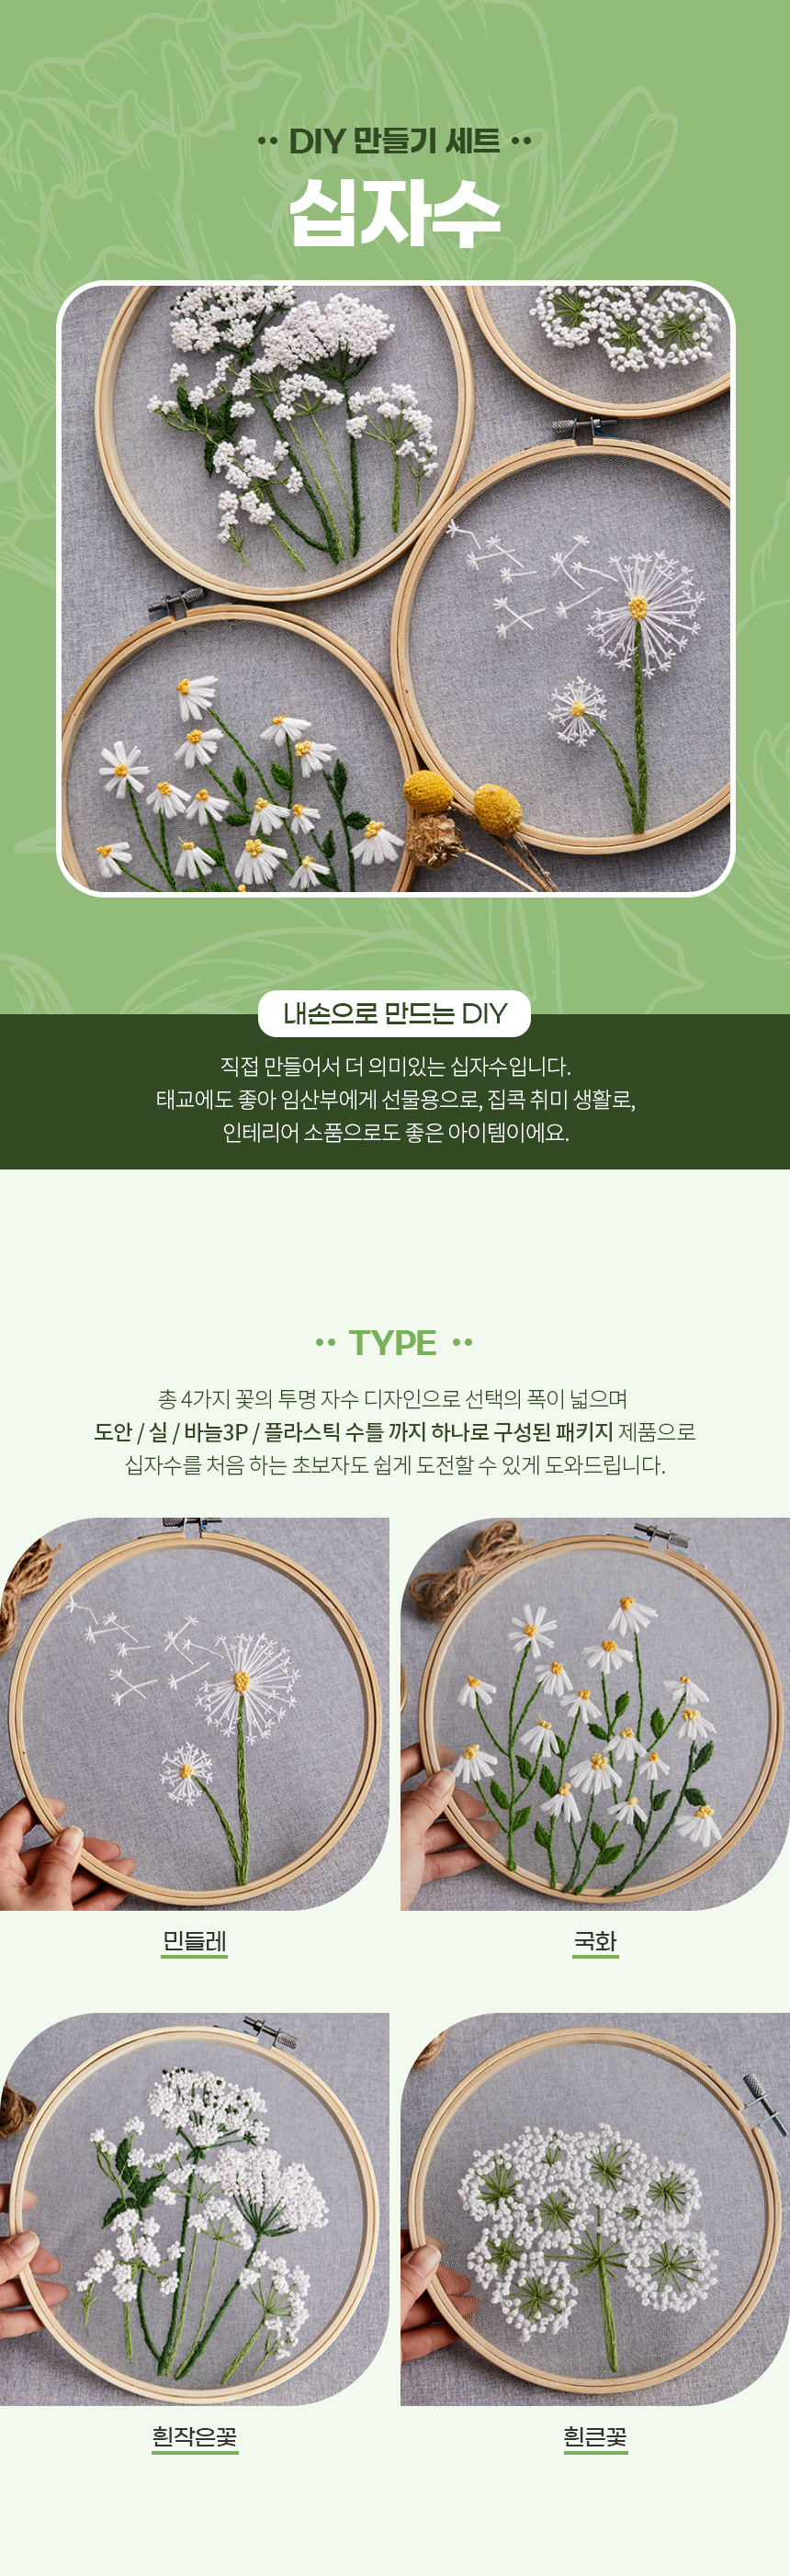 DIY 만들기 세트
십자수
내손으로 만드는 DIY
직접 만들어서 더 의미있는 십자수입니다.
태교에도 좋아 임산부에게 선물용으로, 집콕 취미 생활로,
인테리어 소품으로도 좋은 아이템이에요.
TYPE
총 4가지 꽃의 투명 자수 디자인으로 선택의 폭이 넓으며
도안 / 실 / 바늘3P / 플라스틱 수틀 까지 하나로 구성된 패키지 제품으로
십자수를 처음 하는 초보자도 쉽게 도전할 수 있게 도와드립니다.
민들레
국화
흰작은꽃
흰큰꽃